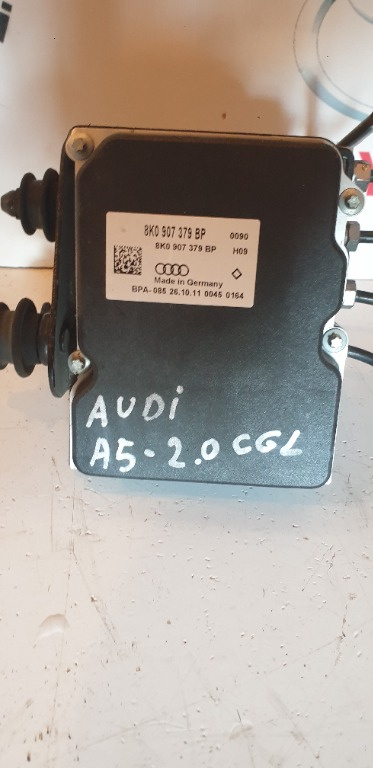 8K0 907 379 BP 0090
8K0 907 379 BP H09
Made in Germany
BPA-085 26.10.11 0045 0164
AUDi
A5-2.0 CGL